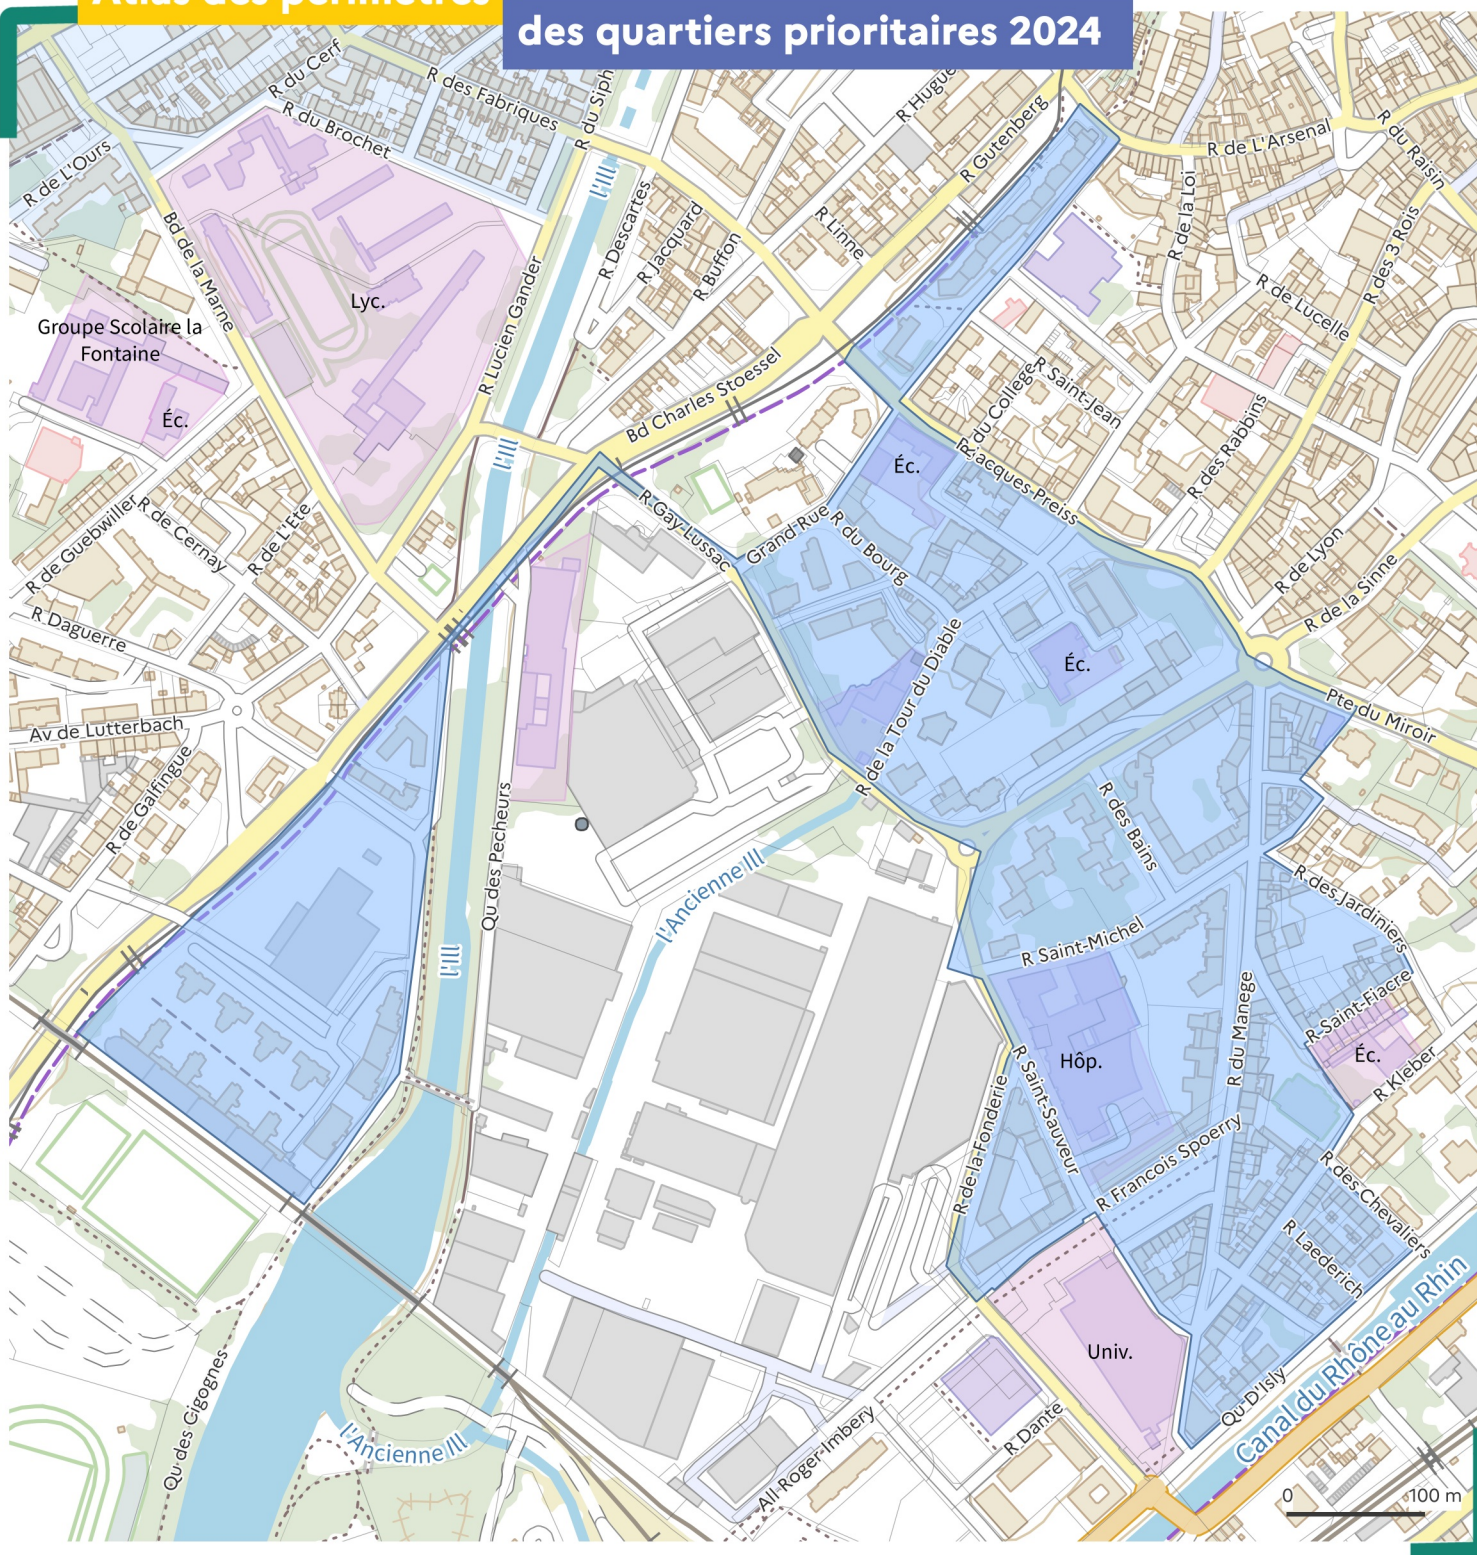 Atlas des périmètres
des quartiers prioritaires 2024
R du Cerf
R des Fabriques
R du Brochet
R du Siph
R Hugue
R Gutenberg
R de L'Arsenal
R du Raisin
R de L'Ours
l'Ill
R Descartes
R Jacquard
R Buffon
R Linne
R de la Loi
R des 3 Rois
Bd de la Marne
Lyc.
R Lucien Gander
R de Lucelle
Groupe Scolaire la
Fontaine
Éc.
Bd Charles Stoessel
R du College
R Saint-Jean
R des Rabbins
R Jacques Preiss
l'Ill
Éc.
R de Guebwiller
R de Cernay
R de L'Ete
R Gay-Lussac
Grand Rue
R du Bourg
R de Lyon
R de la Sinne
R Daguerre
R de la Tour du Diable
Éc.
Pte du Miroir
Av de Lutterbach
R de Galfingue
Qu des Pecheurs
R des Bains
l'Ancienne Ill
R des Jardiniers
l'Ill
R Saint-Michel
R du Manege
R Saint-Fiacre
Éc.
R Kleber
Hôp.
R Saint-Sauveur
R de la Fonderie
R Francois Spoerry
R des Chevaliers
R Laederich
Univ.
Qu D'Isly
Canal du Rhône au Rhin
Qu des Cigognes
l'Ancienne Ill
All Roger Imbery
R Dante
0 100 m